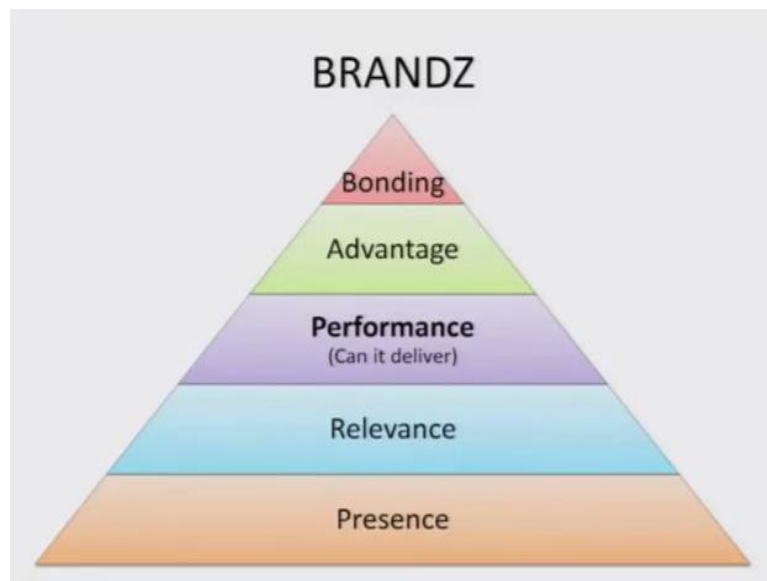 BRANDZ
Bonding
Advantage
Performance
(Can it deliver)
Relevance
Presence